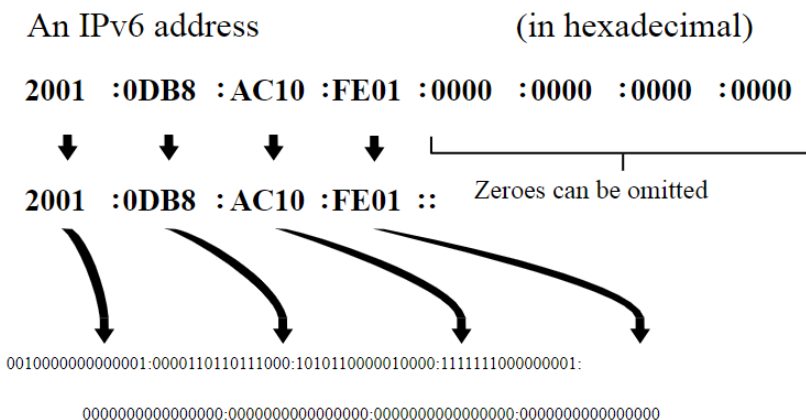 An IPv6 address (in hexadecimal)
2001 :0DB8 :AC10 :FE01 :0000 :0000 :0000 :0000
2001 :0DB8 :AC10 :FE01 ::
Zeroes can be omitted
0010000000000001:0000110110111000:1010110000010000:1111111000000001:
0000000000000000:0000000000000000:0000000000000000:0000000000000000